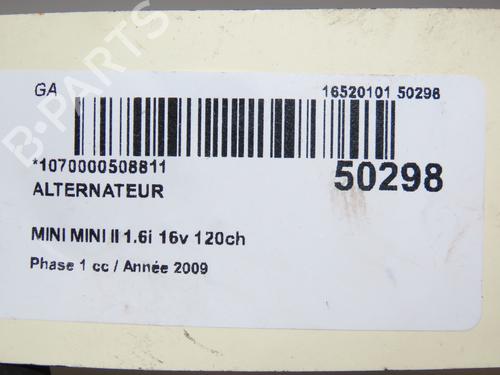 GA
16520101 50298
*1070000508811
50298
ALTERNATEUR
MINI MINI II 1.6i 16v 120ch
Phase 1 cc / Année 2009
B-PARTS